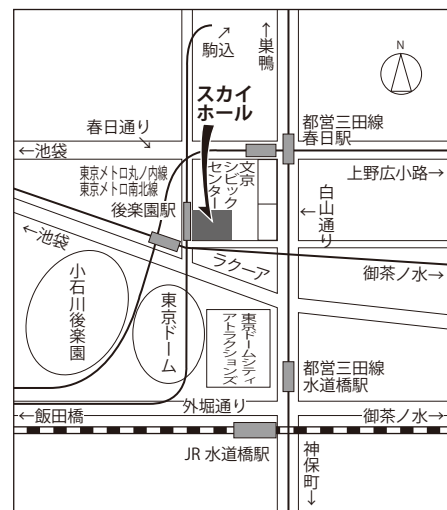 ↗
駒込
↑
巣鴨
N
スカイ
ホール
春日通り
↘
都営三田線
春日駅
←池袋
東京メトロ丸ノ内線
東京メトロ南北線
後楽園駅
文京
シビック
センター
上野広小路→
白山通り
↓
←池袋
ラクーア
御茶ノ水→
小石川後楽園
東京ドーム
東京ドームシティ
アトラクションズ
都営三田線
水道橋駅
外堀通り
←飯田橋
御茶ノ水→
JR 水道橋駅
神保町
↓